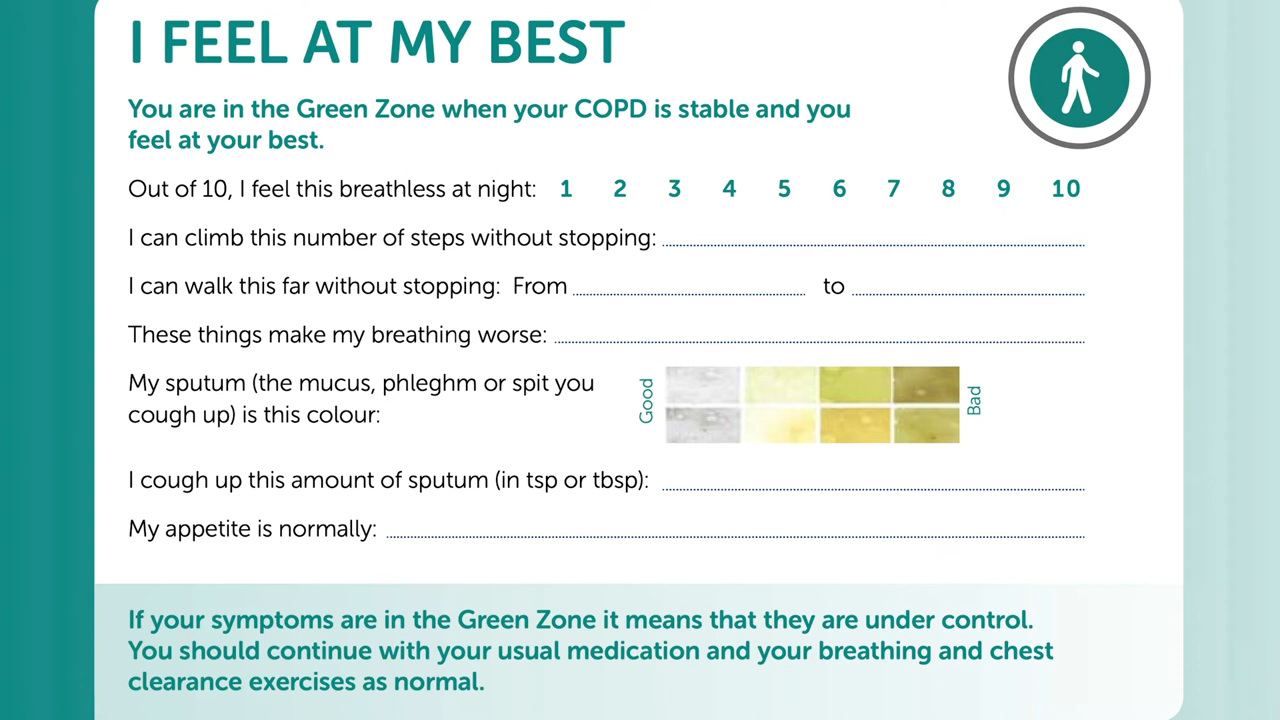 I FEEL AT MY BEST
You are in the Green Zone when your COPD is stable and you
feel at your best.
Out of 10, I feel this breathless at night: 1 2 3 4 5 6 7 8 9 10
I can climb this number of steps without stopping:
I can walk this far without stopping: From to
These things make my breathing worse:
My sputum (the mucus, phleghm or spit you
cough up) is this colour:
Good
Bad
I cough up this amount of sputum (in tsp or tbsp):
My appetite is normally:
If your symptoms are in the Green Zone it means that they are under control.
You should continue with your usual medication and your breathing and chest
clearance exercises as normal.